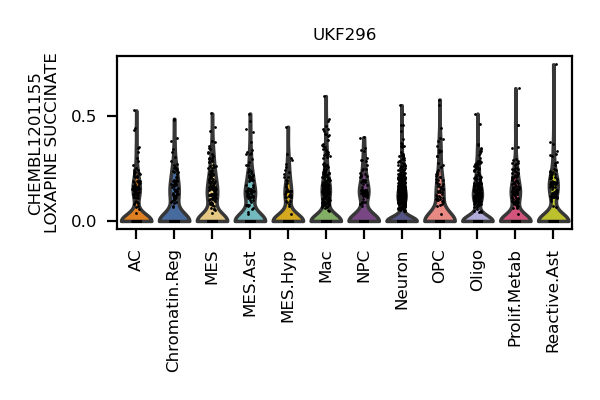 UKF296
CHEMBL1201155
LOXAPINE SUCCINATE
0.5
0.0
AC
Chromatin.Reg
MES
MES.Ast
MES.Hyp
Mac
NPC
Neuron
OPC
Oligo
Prolif.Metab
Reactive.Ast